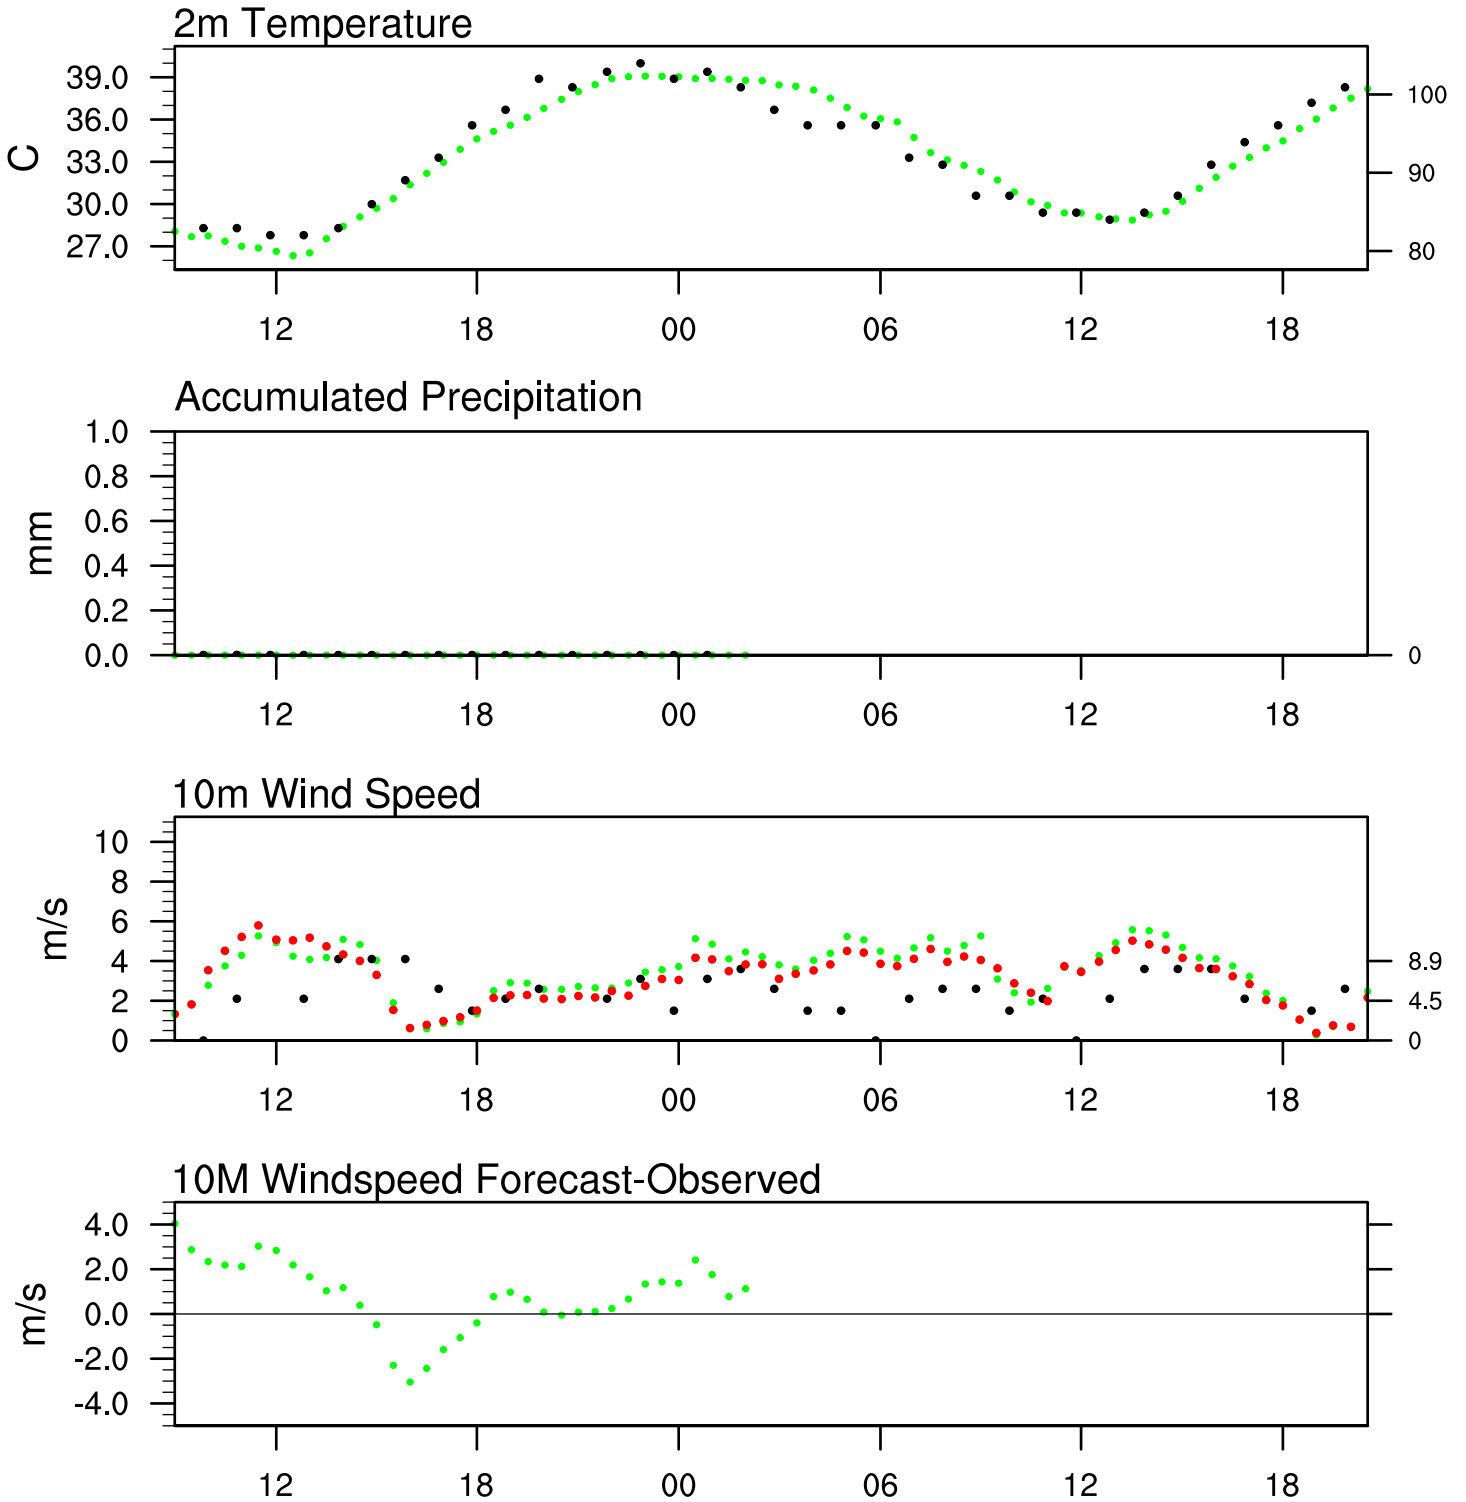 2m Temperature
39.0
36.0
33.0
30.0
27.0
C
100
90
80
12 18 00 06 12 18
Accumulated Precipitation
1.0
0.8
0.6
0.4
0.2
0.0
mm
0
12 18 00 06 12 18
10m Wind Speed
10
8
6
4
2
0
m/s
8.9
4.5
0
12 18 00 06 12 18
10M Windspeed Forecast-Observed
4.0
2.0
0.0
-2.0
-4.0
m/s
12 18 00 06 12 18